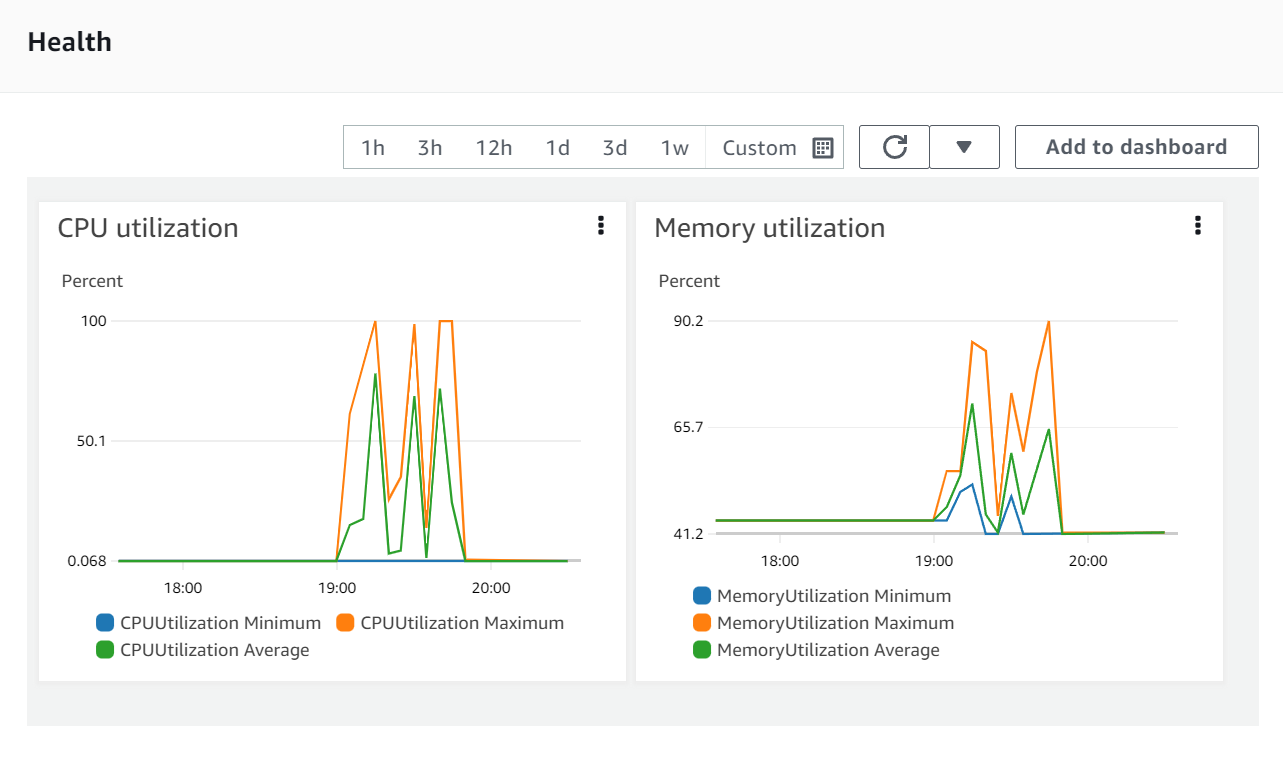 Health
1h 3h 12h 1d 3d 1w Custom
Add to dashboard
CPU utilization
Percent
100
50.1
0.068
18:00 19:00 20:00
CPUUtilization Minimum CPUUtilization Maximum
CPUUtilization Average
Memory utilization
Percent
90.2
65.7
41.2
18:00 19:00 20:00
MemoryUtilization Minimum
MemoryUtilization Maximum
MemoryUtilization Average